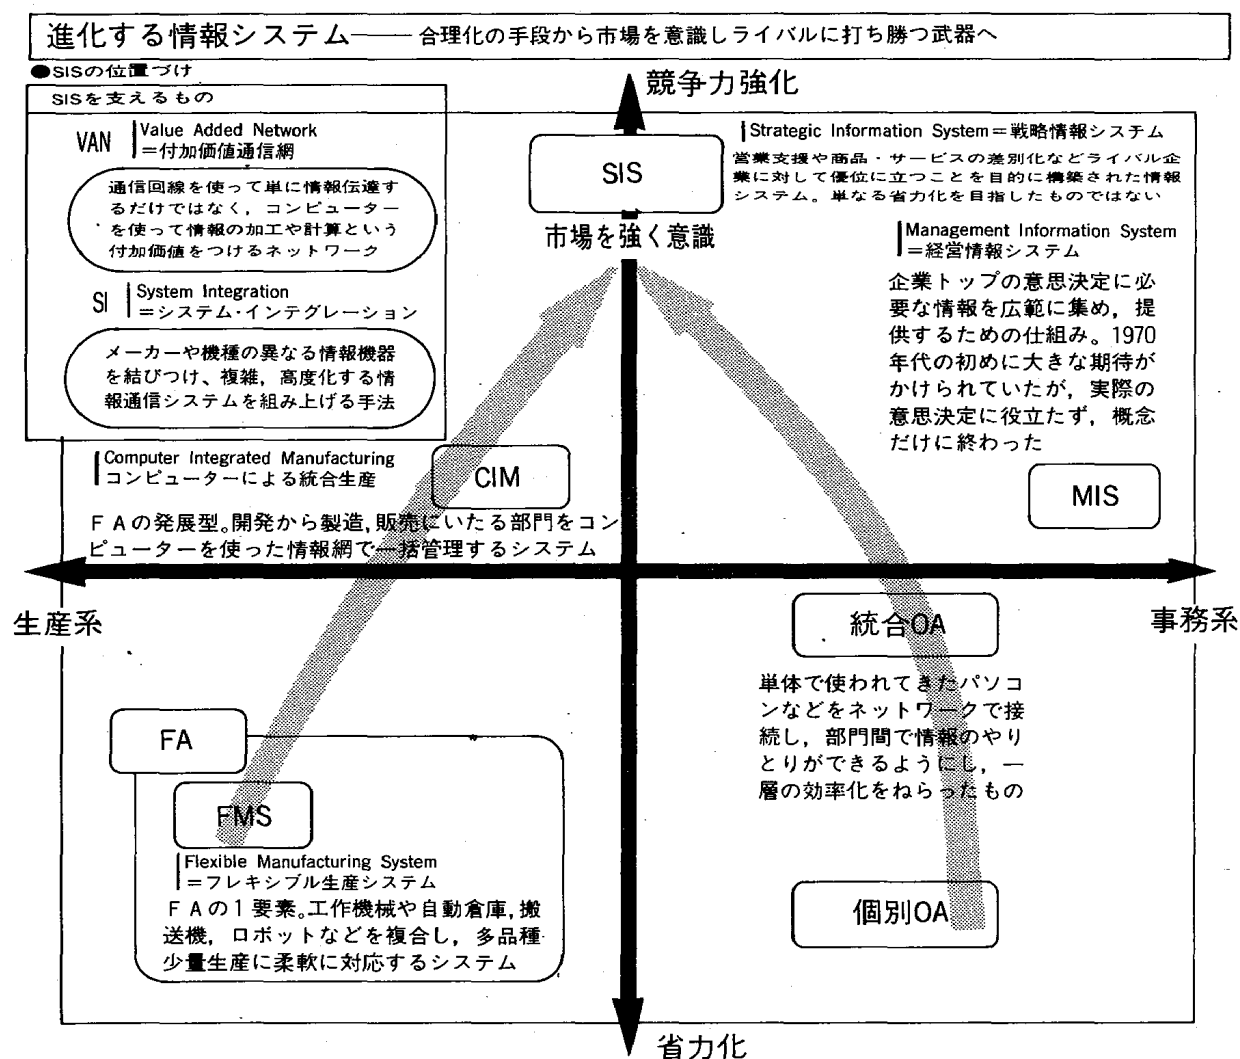 進化する情報システム―― 合理化の手段から市場を意識しライバルに打ち勝つ武器へ
●SISの位置づけ
SISを支えるもの
VAN
Value Added Network
＝付加価値通信網
通信回線を使って単に情報伝達す
るだけではなく，コンピューター
を使って情報の加工や計算という
付加価値をつけるネットワーク
SI
System Integration
＝システム・インテグレーション
メーカーや機種の異なる情報機器
を結びつけ、複雑，高度化する情
報通信システムを組み上げる手法
競争力強化
SIS
Strategic Information System＝戦略情報システム
営業支援や商品・サービスの差別化などライバル企
業に対して優位に立つことを目的に構築された情報
システム。単なる省力化を目指したものではない
市場を強く意識
Management Information System
＝経営情報システム
企業トップの意思決定に必
要な情報を広範に集め，提
供するための仕組み。1970
年代の初めに大きな期待が
かけられていたが，実際の
意思決定に役立たず，概念
だけに終わった
MIS
Computer Integrated Manufacturing
コンピューターによる統合生産
CIM
ＦＡの発展型。開発から製造，販売にいたる部門をコン
ピューターを使った情報網で一括管理するシステム
生産系
事務系
統合OA
単体で使われてきたパソコ
ンなどをネットワークで接
続し，部門間で情報のやり
とりができるようにし，一
層の効率化をねらったもの
FA
FMS
Flexible Manufacturing System
＝フレキシブル生産システム
ＦＡの１要素。工作機械や自動倉庫，搬
送機，ロボットなどを複合し，多品種
少量生産に柔軟に対応するシステム
個別OA
省力化